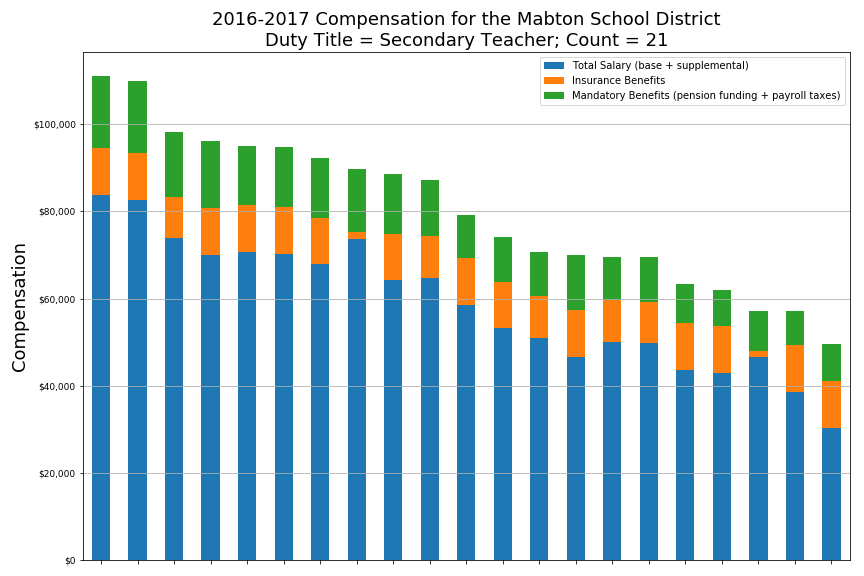 2016-2017 Compensation for the Mabton School District
Duty Title = Secondary Teacher; Count = 21
Total Salary (base + supplemental)
Insurance Benefits
Mandatory Benefits (pension funding + payroll taxes)
$100,000
$80,000
$60,000
$40,000
$20,000
$0
Compensation